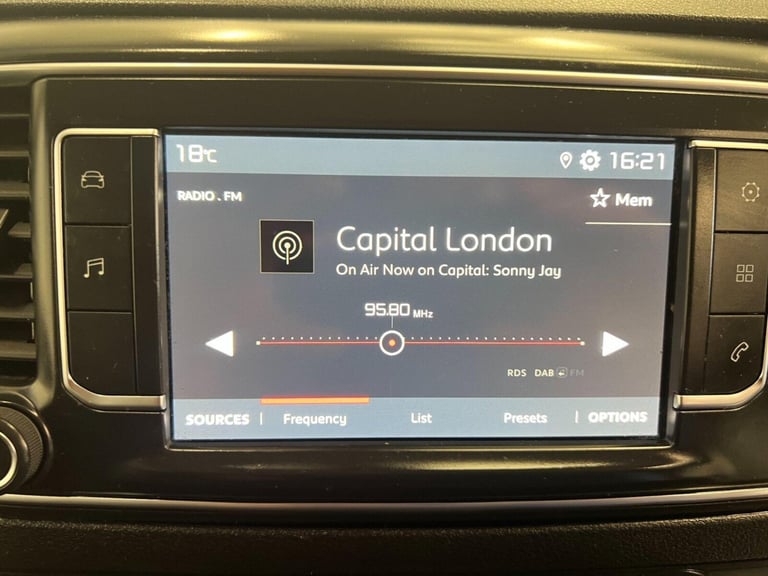 18°C 16:21
RADIO . FM
Mem
Capital London
On Air Now on Capital: Sonny Jay
95.80 MHz
RDS DAB FM
SOURCES | Frequency List Presets | OPTIONS